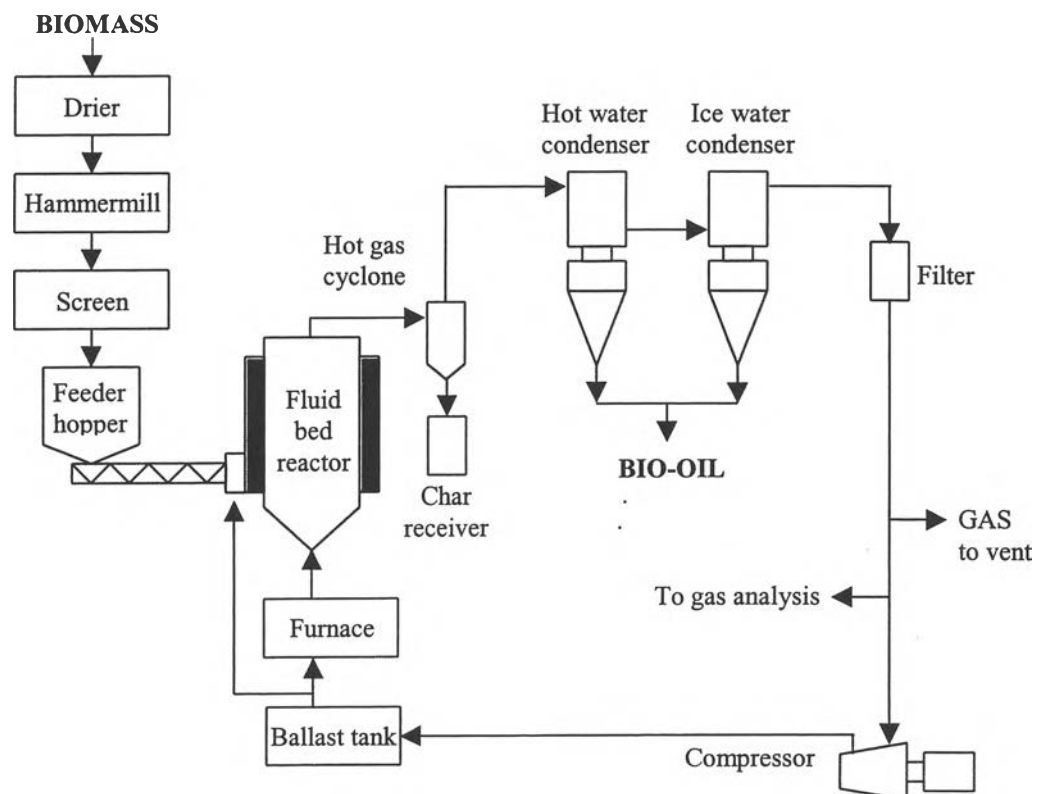 BIOMASS
Drier
Hammermill
Screen
Feeder
hopper
Hot gas
cyclone
Fluid
bed
reactor
Char
receiver
Furnace
Ballast tank
Hot water
condenser
Ice water
condenser
BIO-OIL
Filter
GAS
to vent
To gas analysis
Compressor